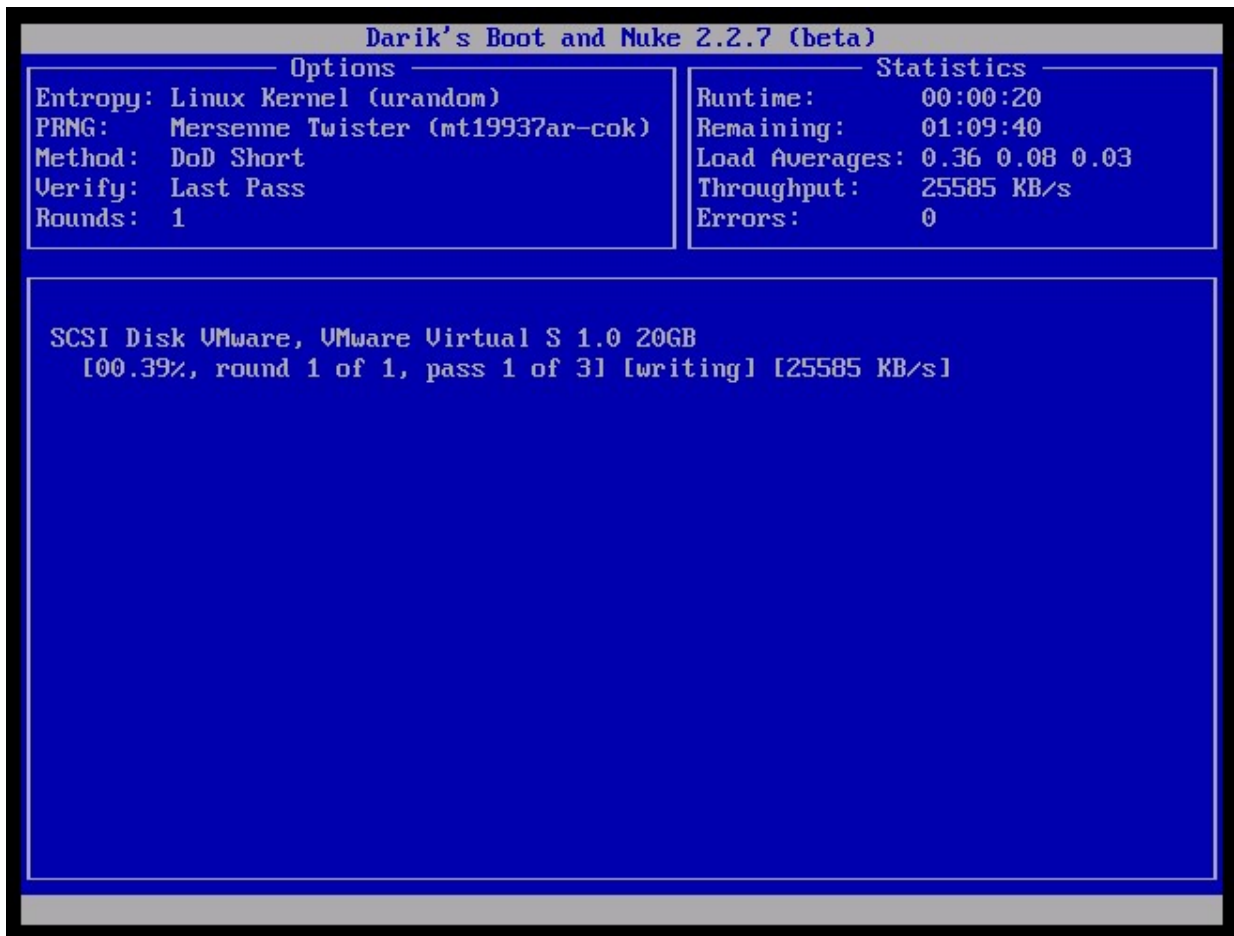 Darik's Boot and Nuke 2.2.7 (beta)
Options
Entropy: Linux Kernel (urandom)
PRNG: Mersenne Twister (mt19937ar-cok)
Method: DoD Short
Verify: Last Pass
Rounds: 1
Statistics
Runtime: 00:00:20
Remaining: 01:09:40
Load Averages: 0.36 0.08 0.03
Throughput: 25585 KB/s
Errors: 0
SCSI Disk VMware, VMware Virtual S 1.0 20GB
[00.39%, round 1 of 1, pass 1 of 3] [writing] [25585 KB/s]